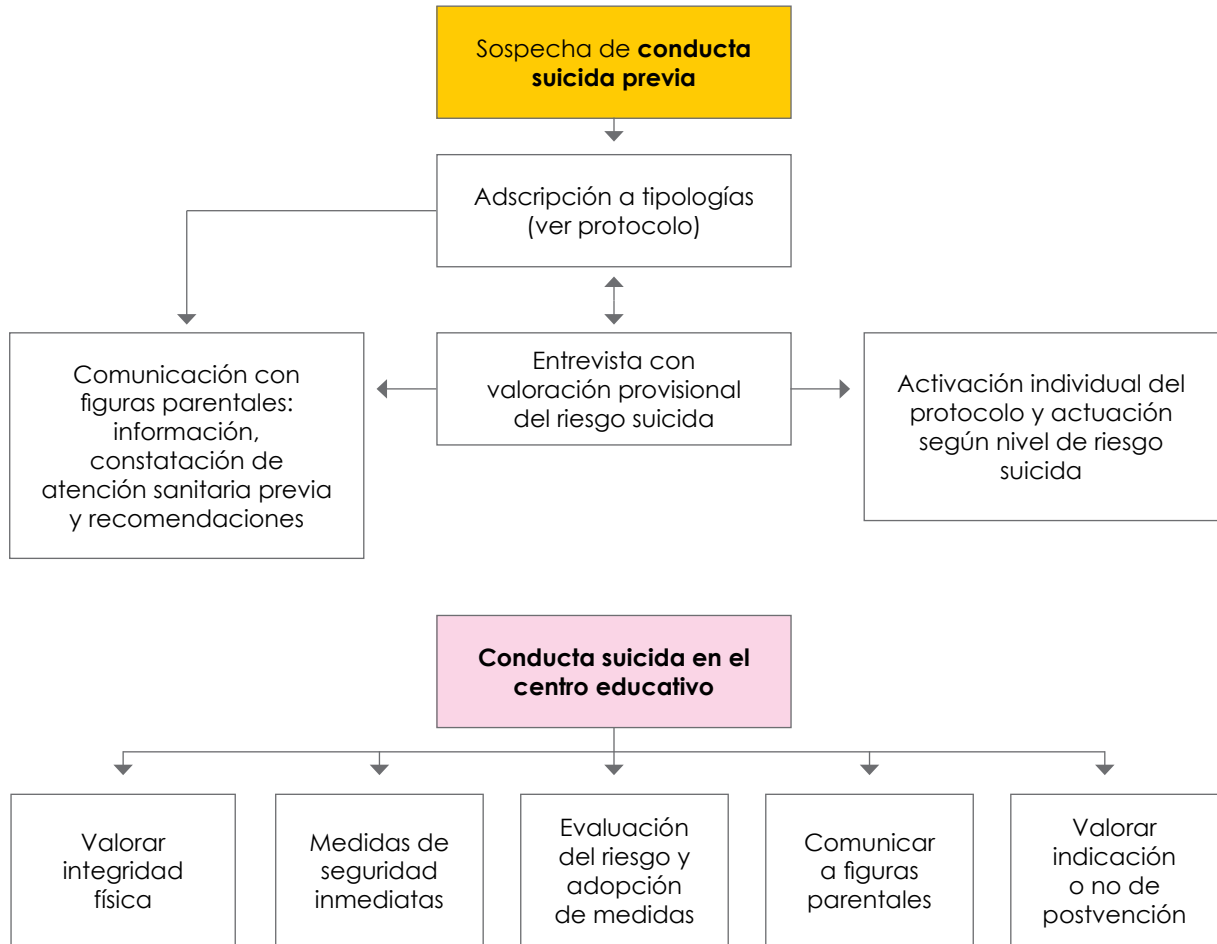 Sospecha de conducta
suicida previa
Adscripción a tipologías
(ver protocolo)
Comunicación con
figuras parentales:
información,
constatación de
atención sanitaria previa
y recomendaciones
Entrevista con
valoración provisional
del riesgo suicida
Activación individual del
protocolo y actuación
según nivel de riesgo
suicida
Conducta suicida en el
centro educativo
Valorar
integridad
física
Medidas de
seguridad
inmediatas
Evaluación
del riesgo y
adopción
de medidas
Comunicar
a figuras
parentales
Valorar
indicación
o no de
postvención